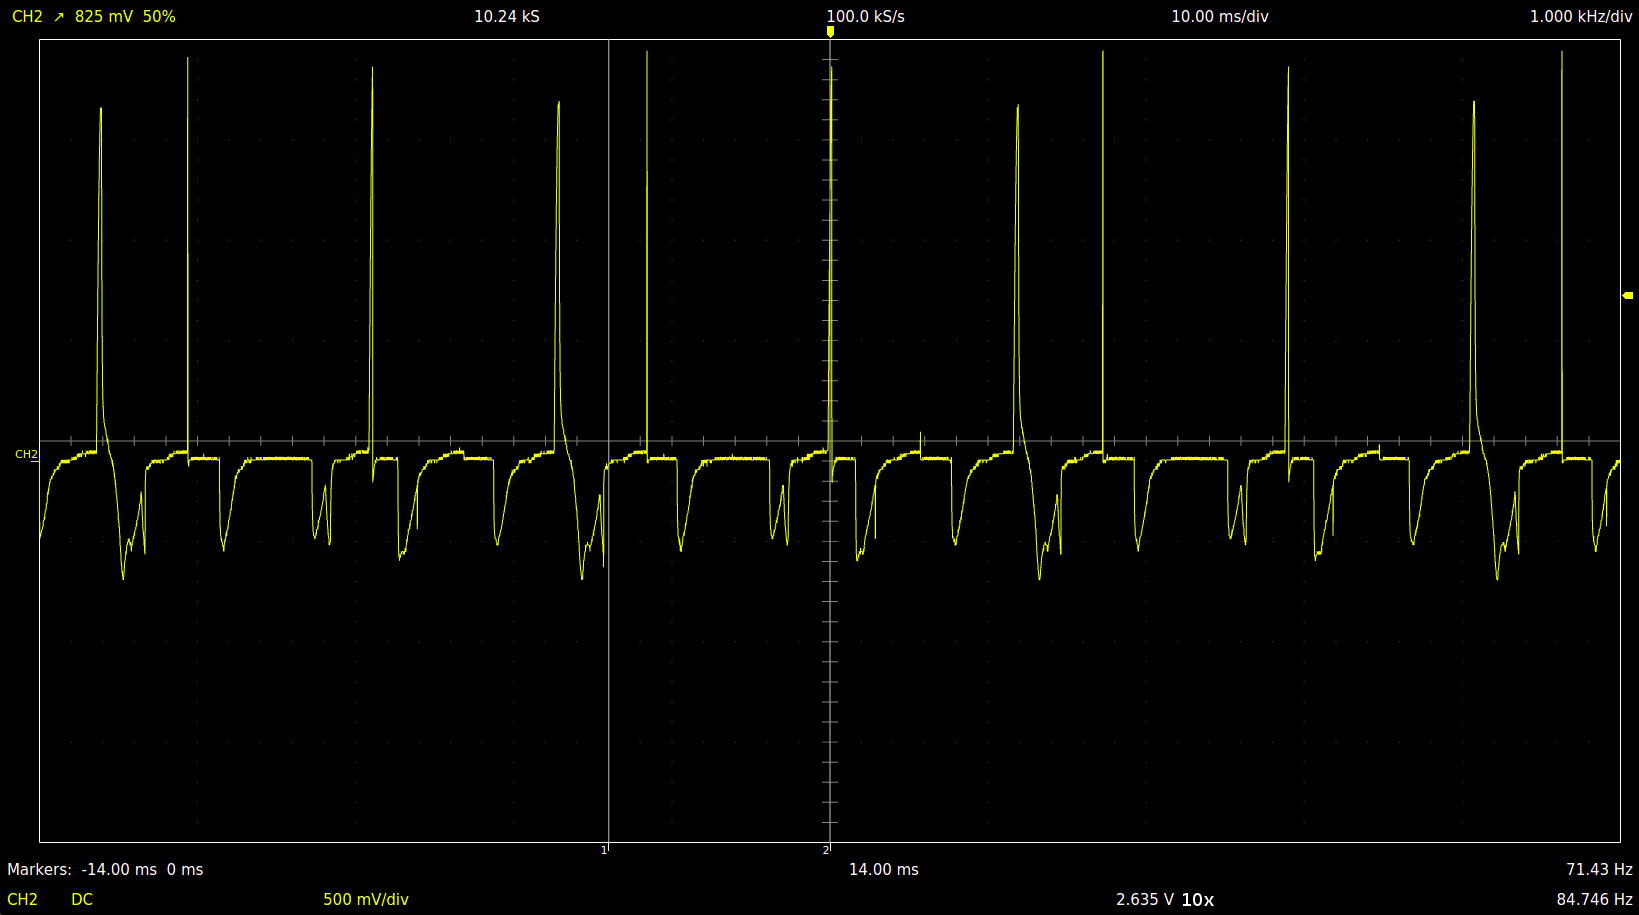 CH2 ↗ 825 mV 50% 10.24 kS 100.0 kS/s 10.00 ms/div 1.000 kHz/div
CH2
1 2
Markers: -14.00 ms 0 ms 14.00 ms 71.43 Hz
CH2 DC 500 mV/div 2.635 V 10x 84.746 Hz